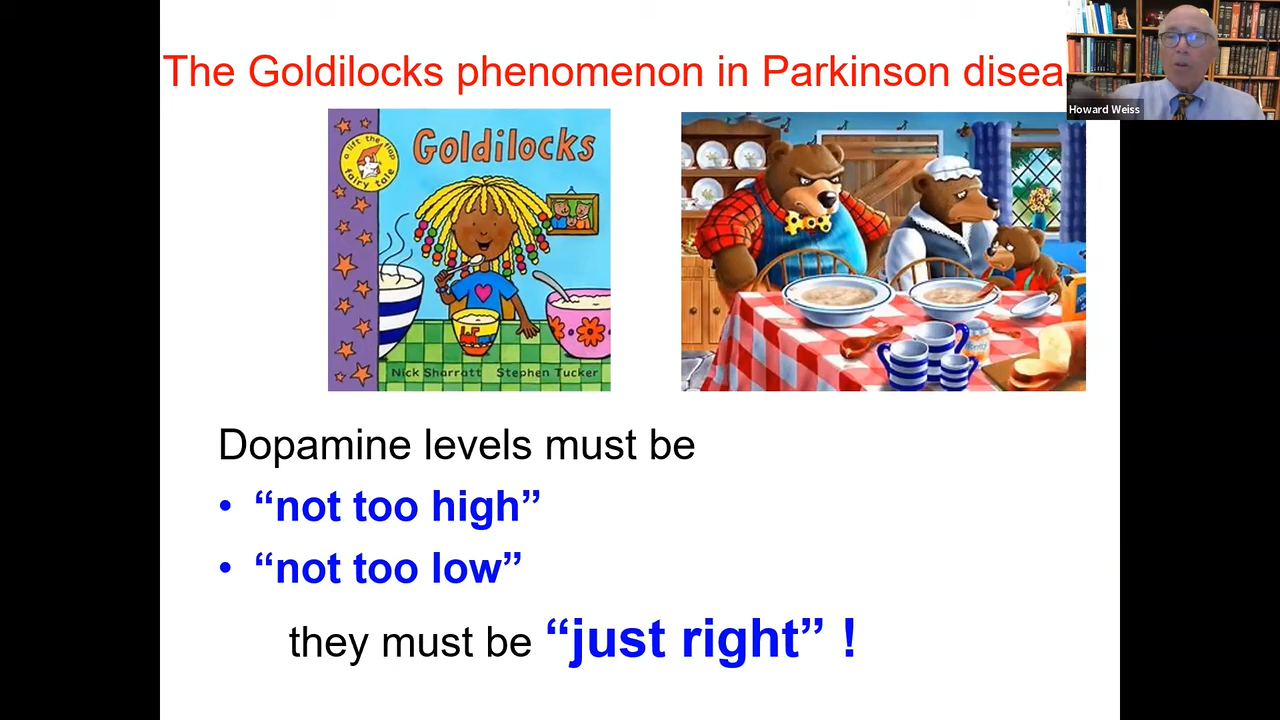 The Goldilocks phenomenon in Parkinson disea
Howard Weiss
a lift the flap
fairy tale
Goldilocks
Nick Sharratt Stephen Tucker
Dopamine levels must be
• “not too high”
• “not too low”
they must be “just right” !